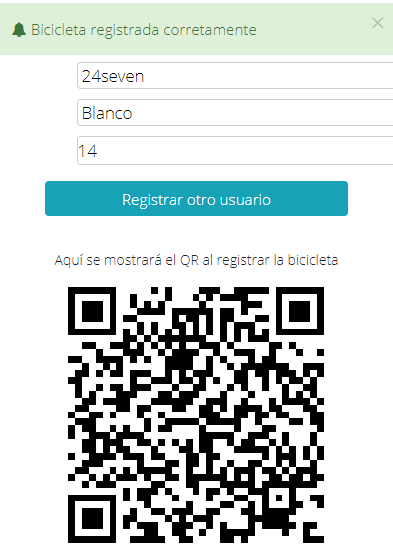 Bicicleta registrada corretamente
24seven
Blanco
14
Registrar otro usuario
Aquí se mostrará el QR al registrar la bicicleta